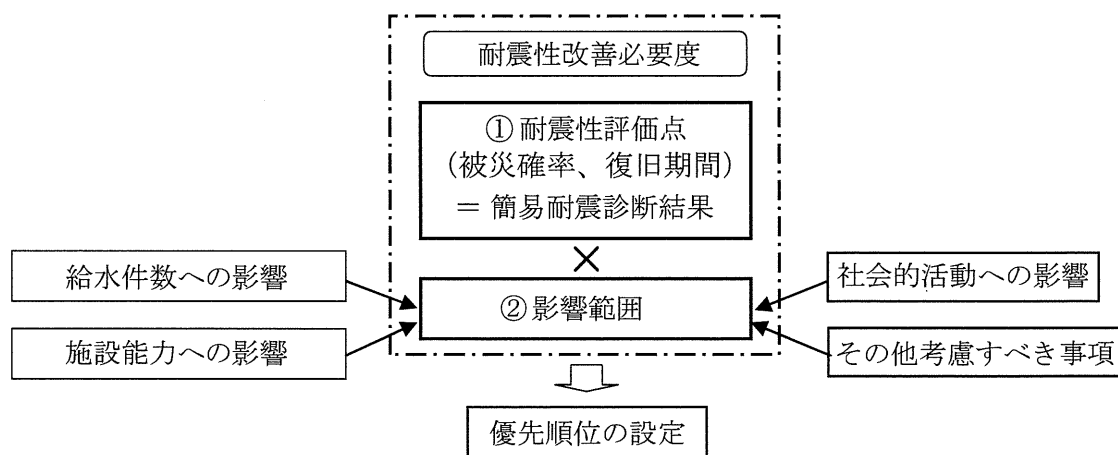 耐震性改善必要度
①耐震性評価点
(被災確率、復旧期間)
= 簡易耐震診断結果
×
給水件数への影響
社会的活動への影響
②影響範囲
施設能力への影響
その他考慮すべき事項
優先順位の設定